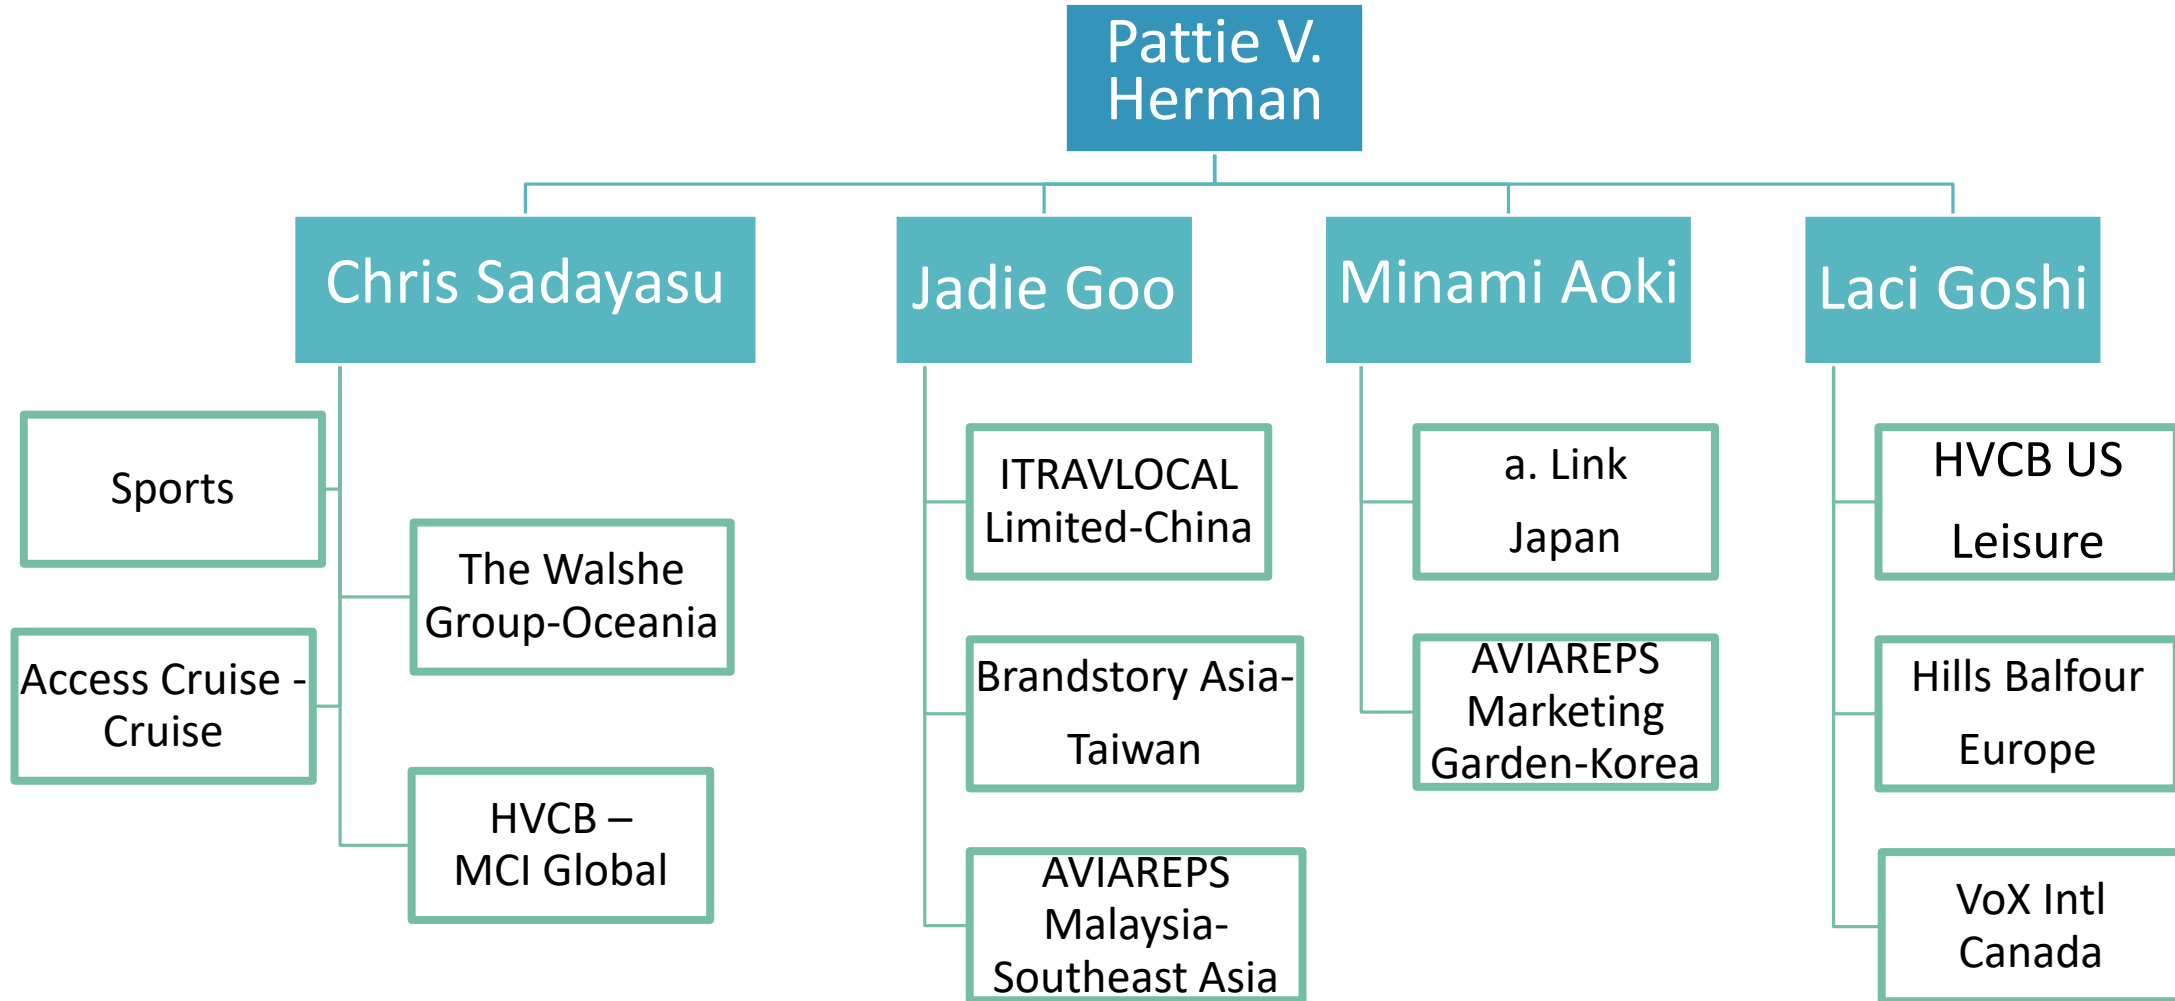 Pattie V.
Herman
Chris Sadayasu
Jadie Goo
Minami Aoki
Laci Goshi
Sports
The Walshe
Group-Oceania
Access Cruise -
Cruise
HVCB –
MCI Global
ITRAVLOCAL
Limited-China
Brandstory Asia-
Taiwan
AVIAREPS
Malaysia-
Southeast Asia
a. Link
Japan
AVIAREPS
Marketing
Garden-Korea
HVCB US
Leisure
Hills Balfour
Europe
VoX Intl
Canada